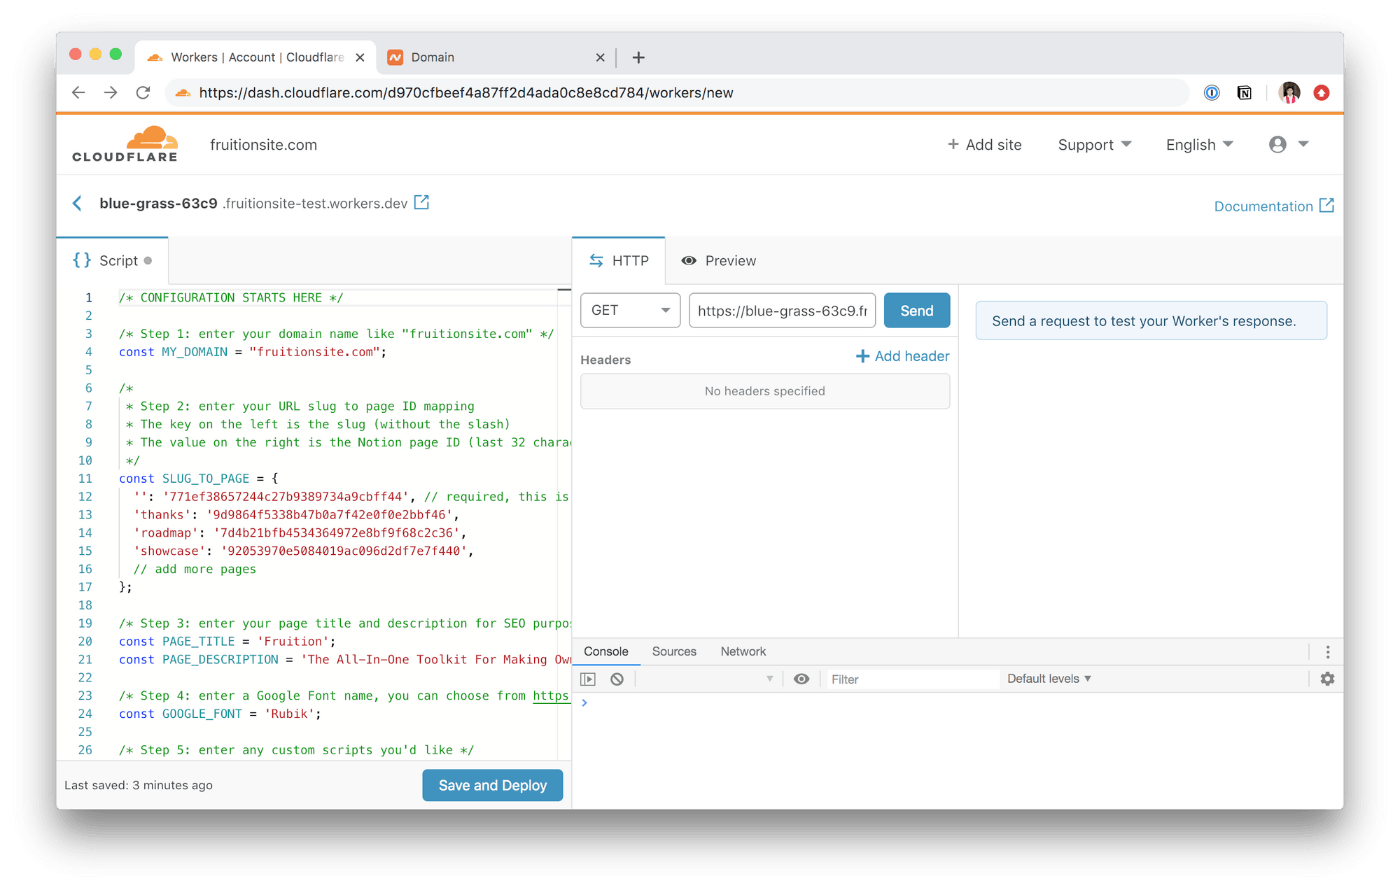 Workers | Account | Cloudflare
Domain
https://dash.cloudflare.com/d970cfbeef4a87ff2d4ada0c8e8cd784/workers/new
CLOUDFLARE
fruitionsite.com
+ Add site
Support
English
blue-grass-63c9 .fruitionsite-test.workers.dev
Documentation
{} Script
HTTP
Preview
1 /* CONFIGURATION STARTS HERE */
2
3 /* Step 1: enter your domain name like "fruitionsite.com" */
4 const MY_DOMAIN = "fruitionsite.com";
5
6 /*
7 * Step 2: enter your URL slug to page ID mapping
8 * The key on the left is the slug (without the slash)
9 * The value on the right is the Notion page ID (last 32 charac
10 */
11 const SLUG_TO_PAGE = {
12 '': '771ef38657244c27b9389734a9cbff44', // required, this is
13 'thanks': '9d9864f5338b47b0a7f42e0f0e2bbf46',
14 'roadmap': '7d4b21bfb4534364972e8bf9f68c2c36',
15 'showcase': '92053970e5084019ac096d2df7e7f440',
16 // add more pages
17 };
18
19 /* Step 3: enter your page title and description for SEO purpos
20 const PAGE_TITLE = 'Fruition';
21 const PAGE_DESCRIPTION = 'The All-In-One Toolkit For Making Own
22
23 /* Step 4: enter a Google Font name, you can choose from https
24 const GOOGLE_FONT = 'Rubik';
25
26 /* Step 5: enter any custom scripts you'd like */
Last saved: 3 minutes ago
Save and Deploy
GET
https://blue-grass-63c9.fr
Send
Headers
+ Add header
No headers specified
Send a request to test your Worker's response.
Console
Sources
Network
Filter
Default levels